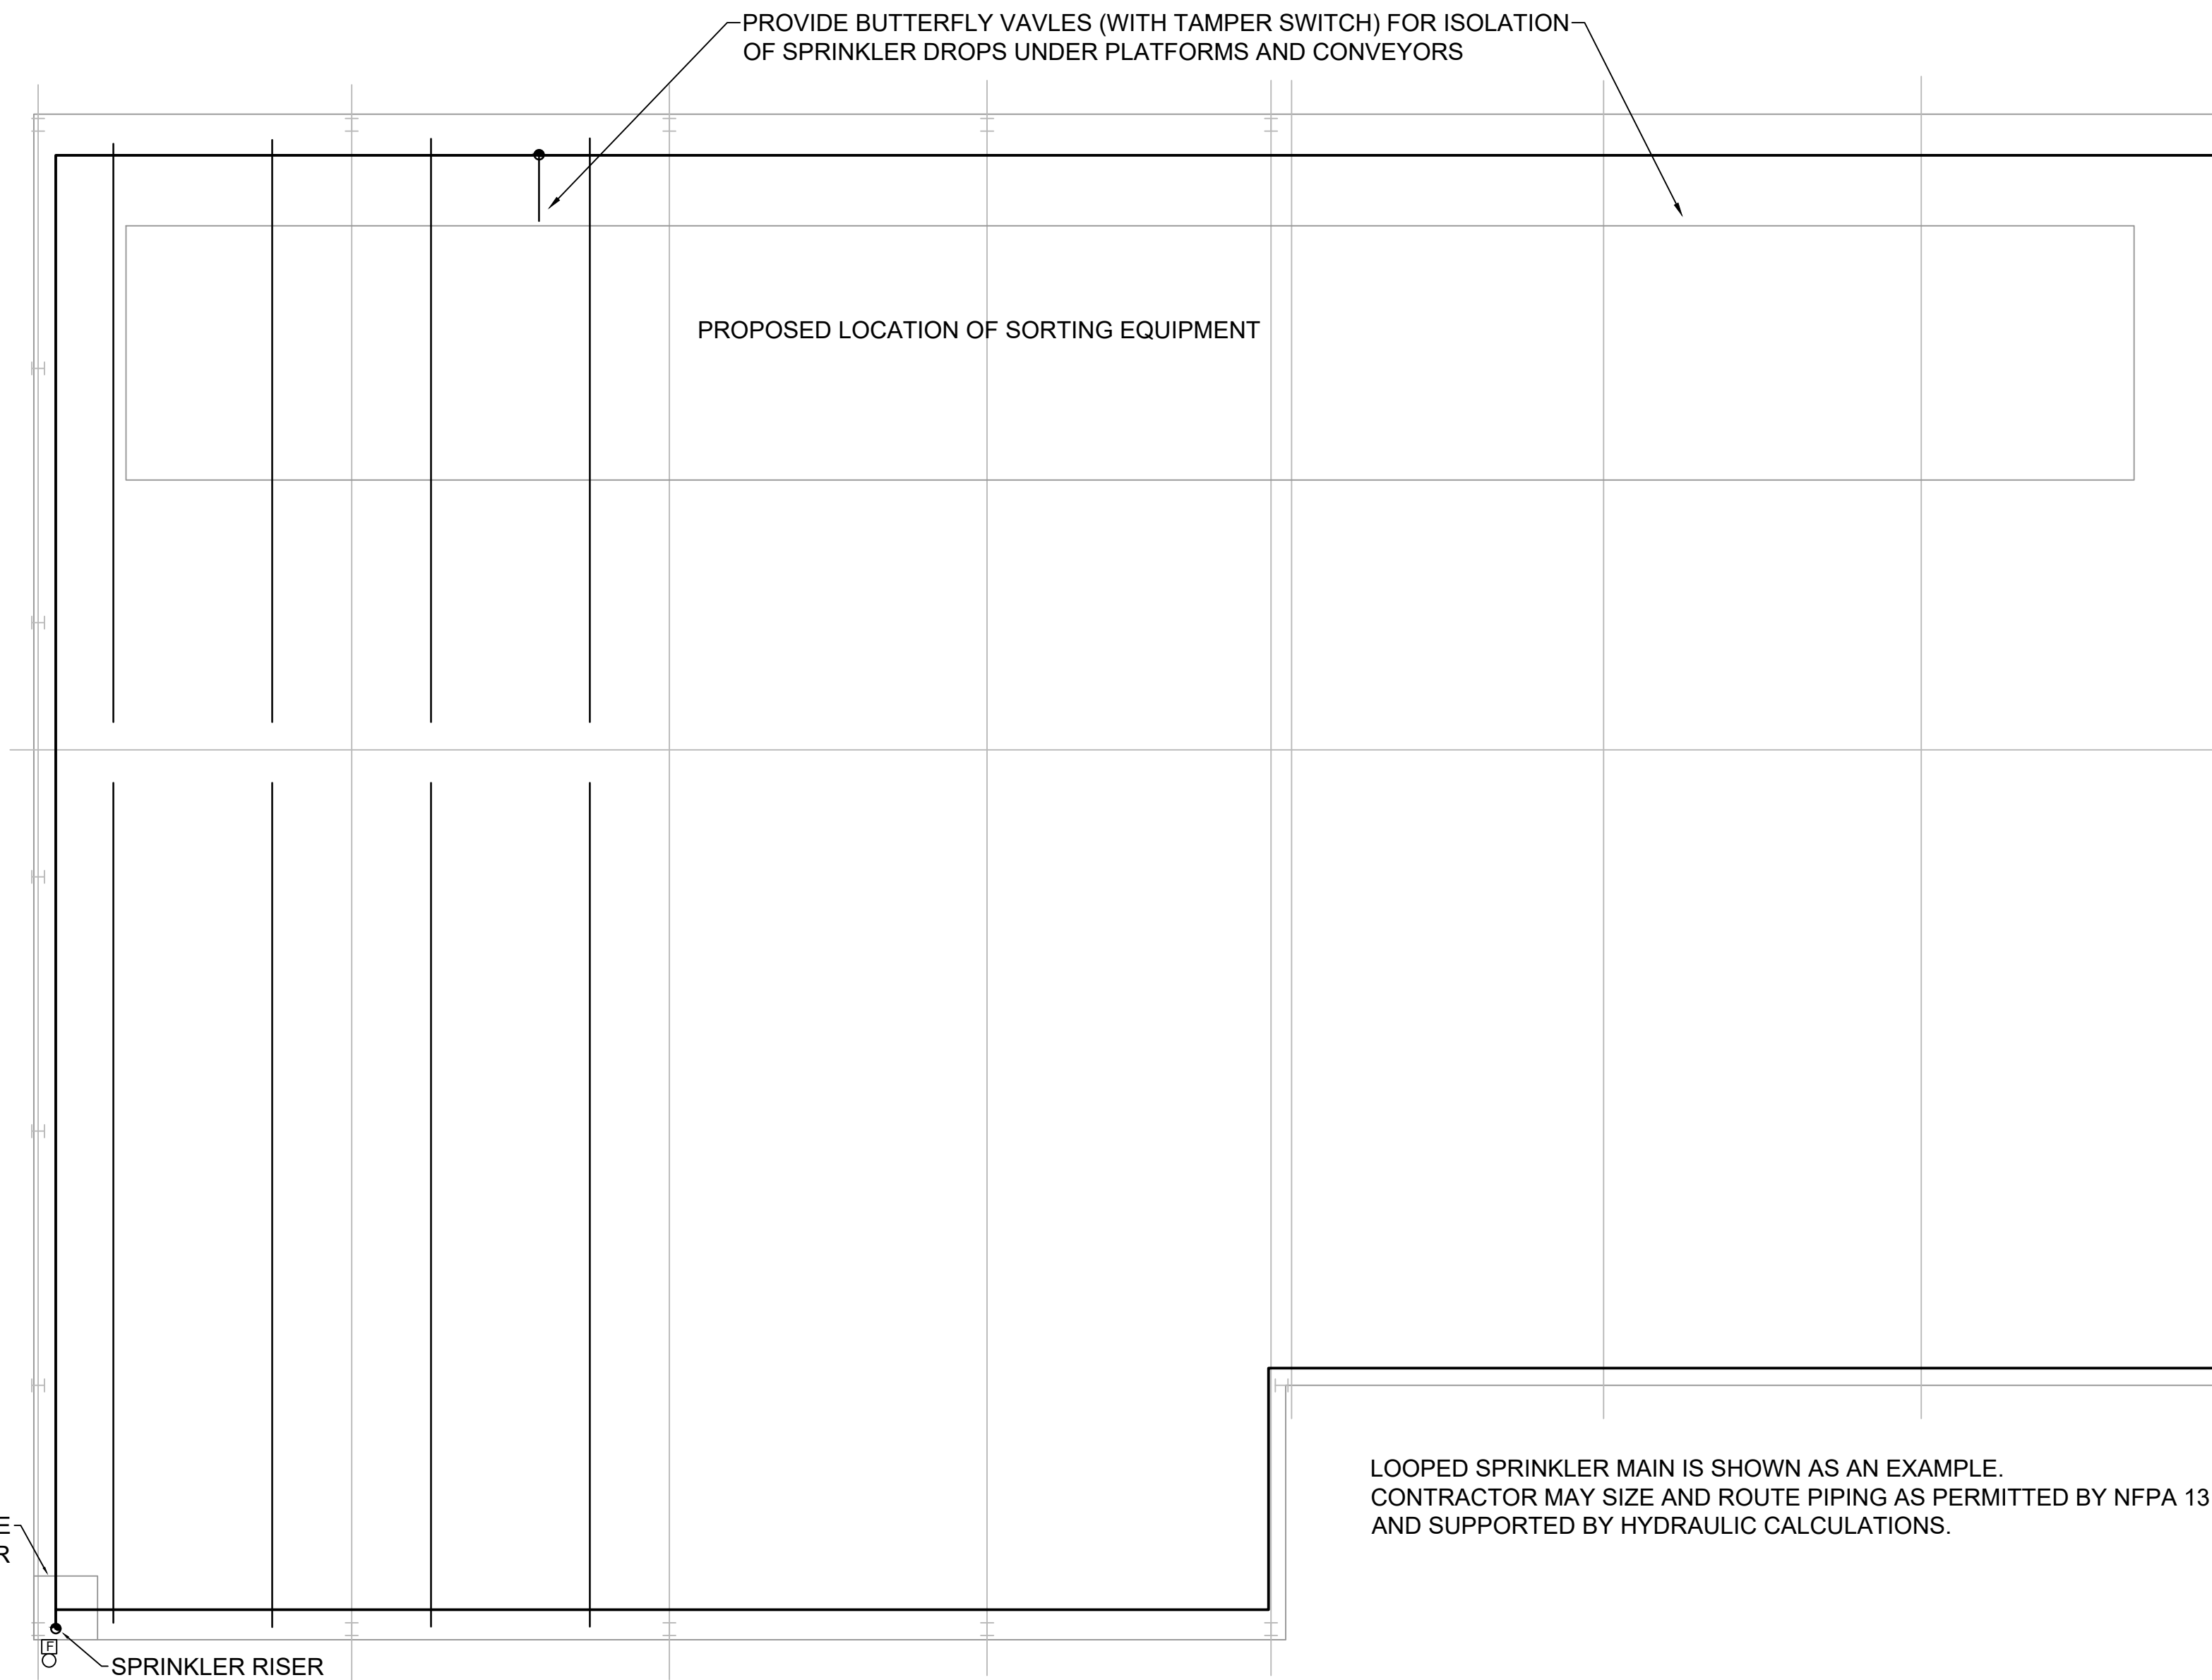 PROVIDE BUTTERFLY VAVLES (WITH TAMPER SWITCH) FOR ISOLATION
OF SPRINKLER DROPS UNDER PLATFORMS AND CONVEYORS
PROPOSED LOCATION OF SORTING EQUIPMENT
LOOPED SPRINKLER MAIN IS SHOWN AS AN EXAMPLE.
CONTRACTOR MAY SIZE AND ROUTE PIPING AS PERMITTED BY NFPA 13
AND SUPPORTED BY HYDRAULIC CALCULATIONS.
E
R
F
SPRINKLER RISER